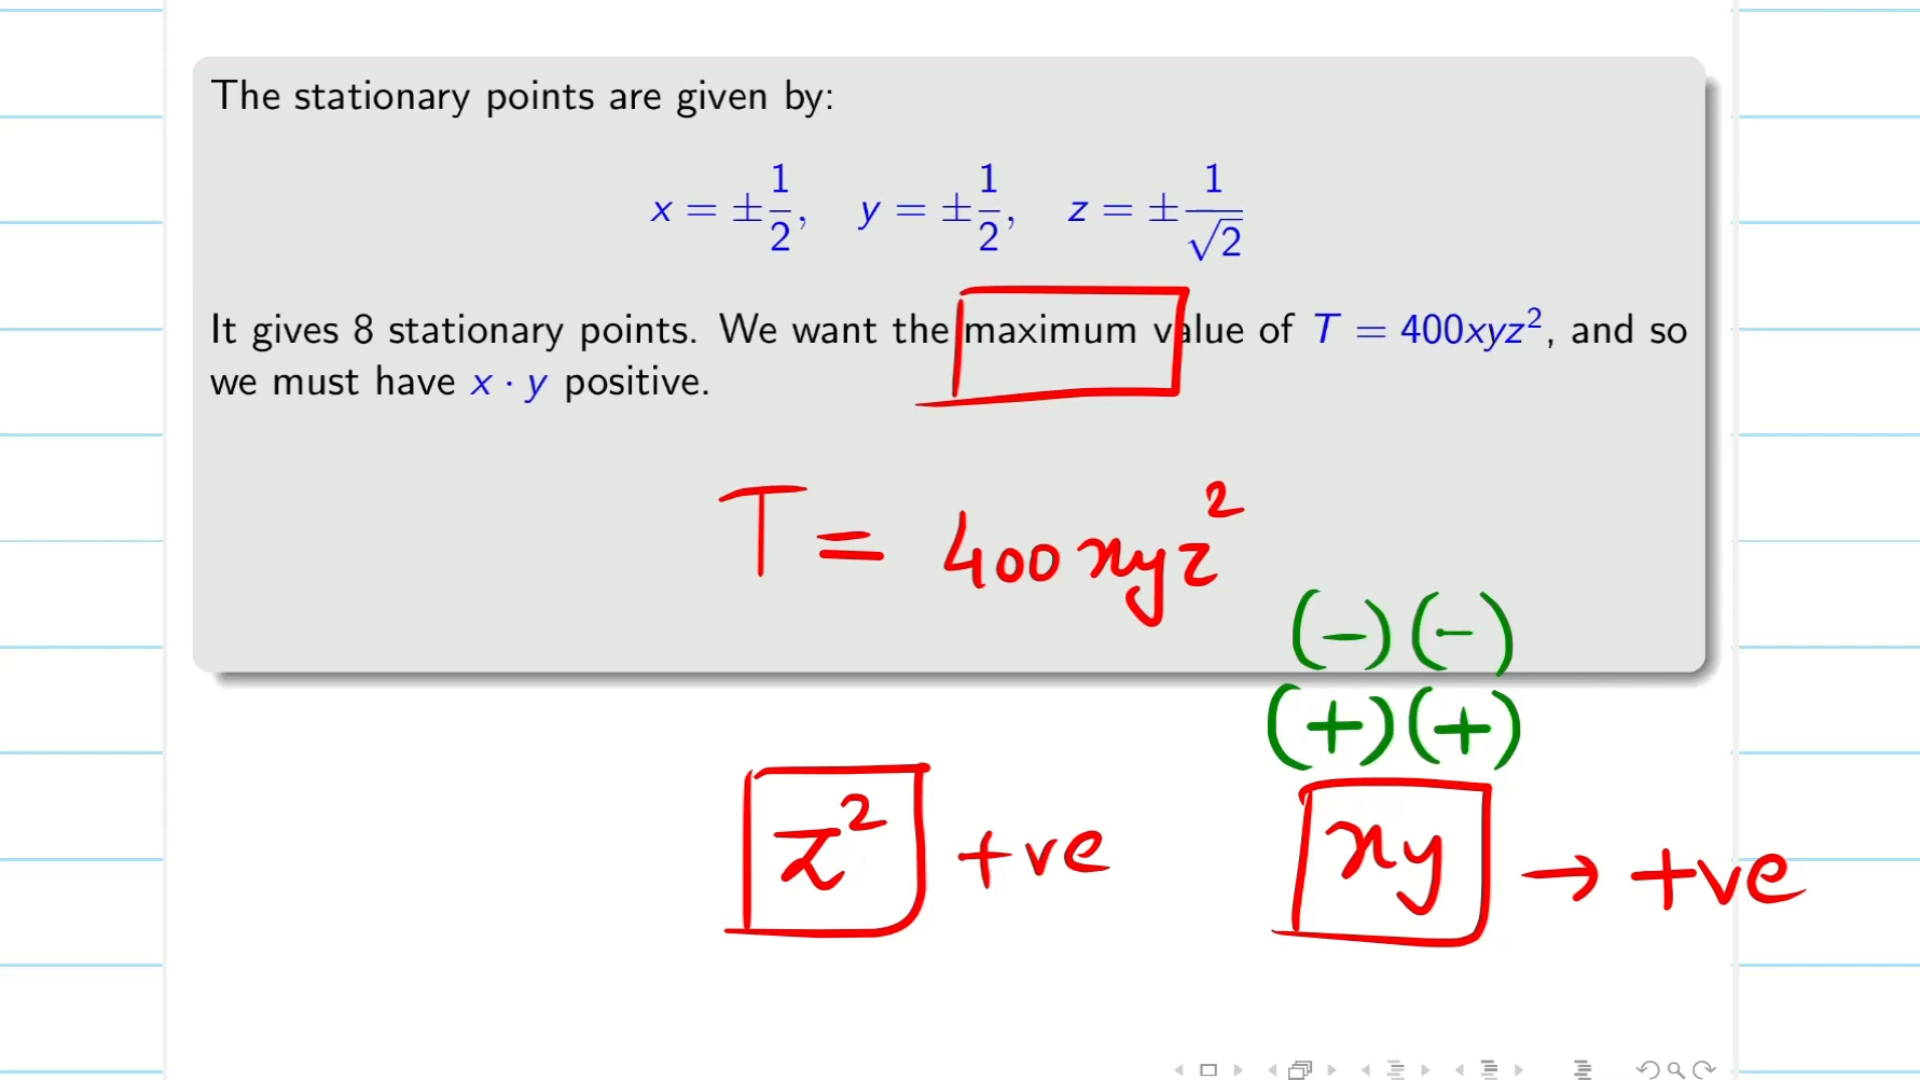 The stationary points are given by:
x = ±1/2, y = ±1/2, z = ±1/√2
It gives 8 stationary points. We want the maximum value of T = 400xyz², and so
we must have x · y positive.
T = 400xyz²
(−)(−)
(+)(+)
z² +ve xy → +ve